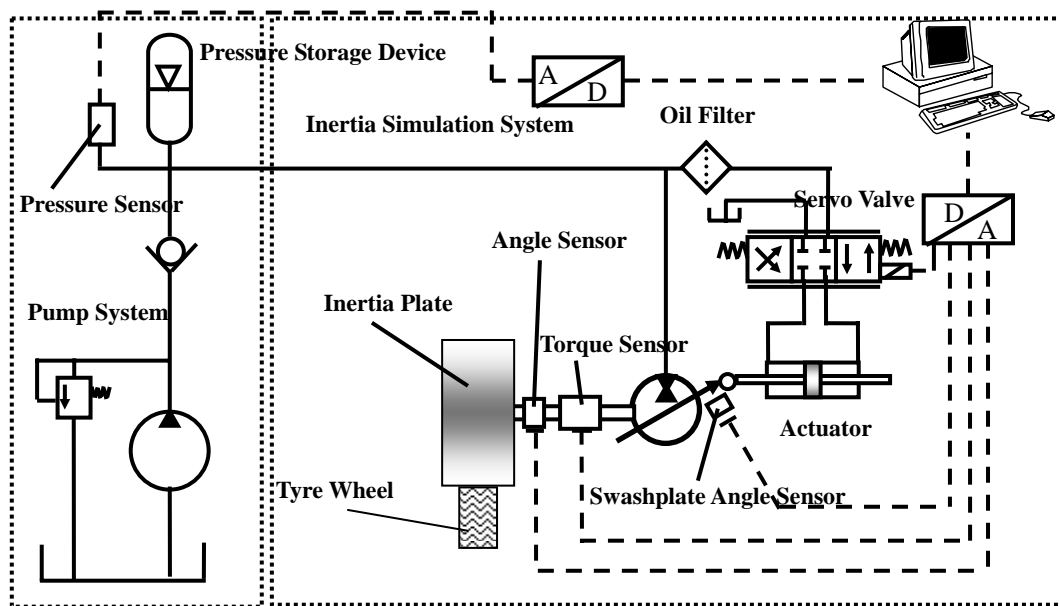 Pressure Storage Device
A
D
Inertia Simulation System
Oil Filter
Pressure Sensor
Servo Valve
D
A
Angle Sensor
Pump System
Inertia Plate
Torque Sensor
Actuator
Tyre Wheel
Swashplate Angle Sensor